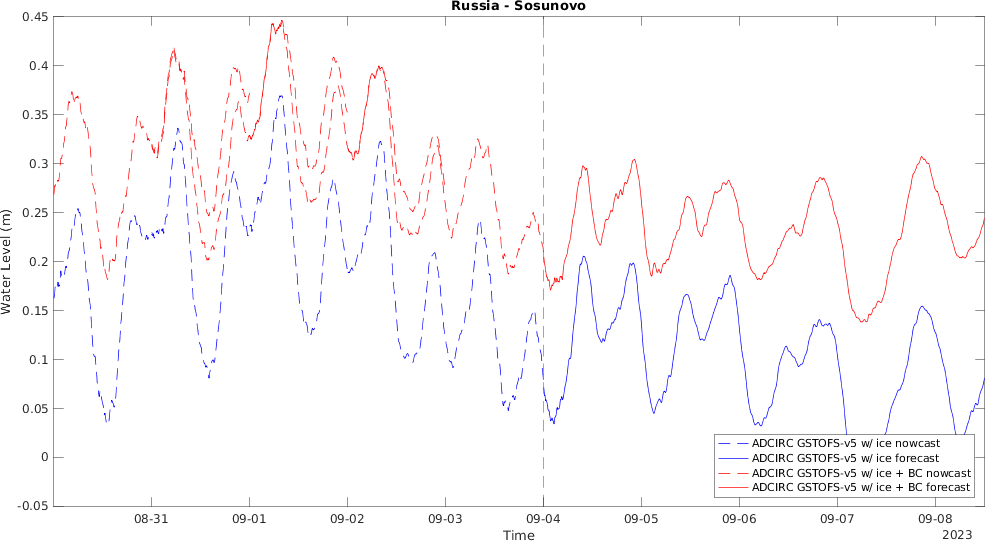 Russia - Sosunovo
0.45
0.4
0.35
0.3
0.25
0.2
0.15
0.1
0.05
0
-0.05
Water Level (m)
ADCIRC GSTOFS-v5 w/ ice nowcast
ADCIRC GSTOFS-v5 w/ ice forecast
ADCIRC GSTOFS-v5 w/ ice + BC nowcast
ADCIRC GSTOFS-v5 w/ ice + BC forecast
08-31 09-01 09-02 09-03 09-04 09-05 09-06 09-07 09-08
Time
2023